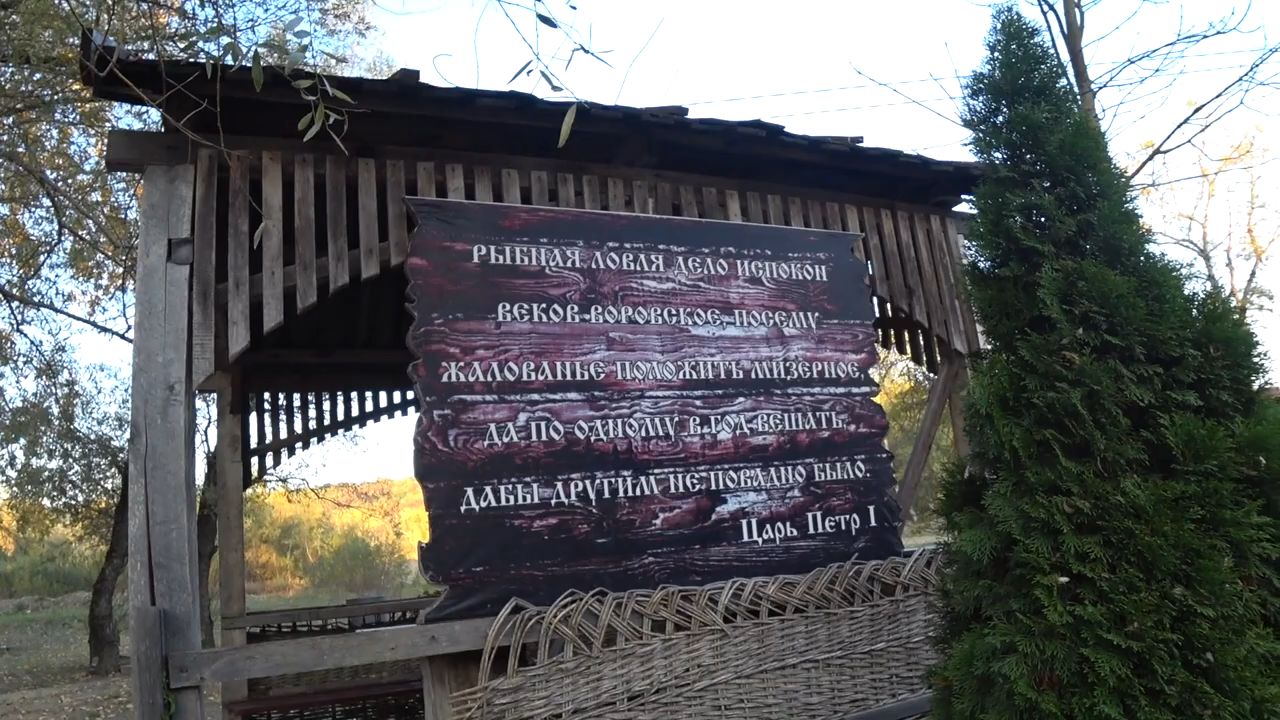 РЫБНАЯ ЛОВЛЯ ДЕЛО ИСПОКОН
ВЕКОВ ВОРОВСКОЕ, ПОСЕМУ
ЖАЛОВАНЬЕ ПОЛОЖИТЬ МИЗЕРНОЕ,
ДА ПО ОДНОМУ В ГОД ВЕШАТЬ,
ДАБЫ ДРУГИМ НЕ ПОВАДНО БЫЛО.
Царь Петр I